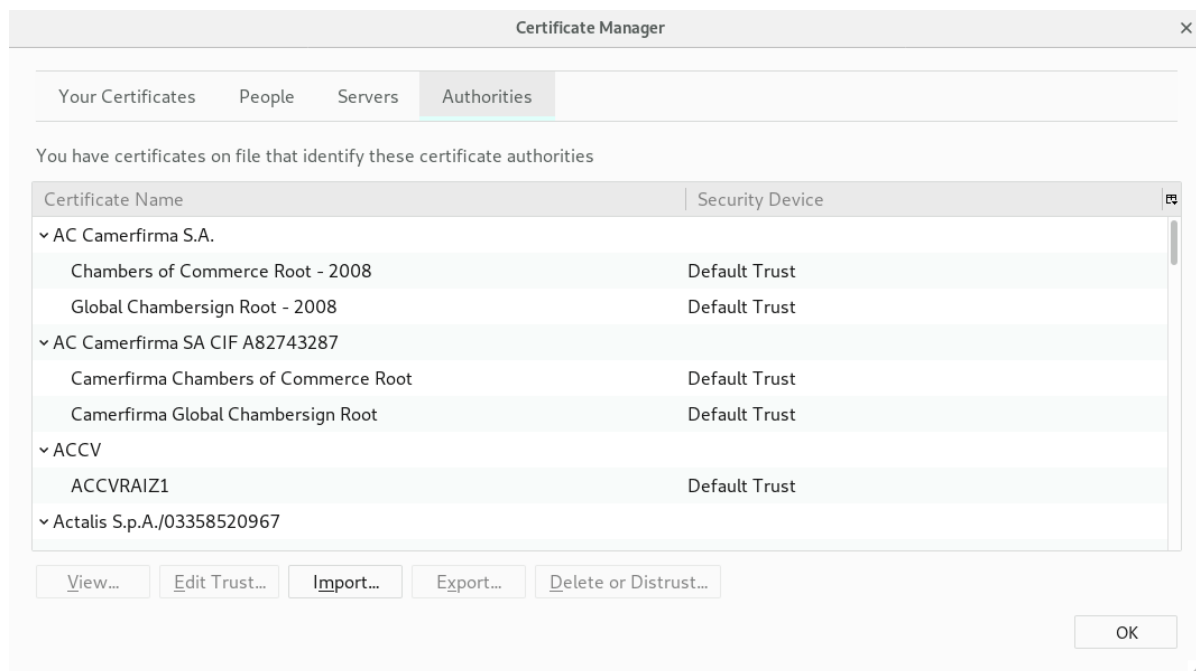 Certificate Manager
Your Certificates People Servers Authorities
You have certificates on file that identify these certificate authorities
Certificate Name Security Device
AC Camerfirma S.A.
Chambers of Commerce Root - 2008 Default Trust
Global Chambersign Root - 2008 Default Trust
AC Camerfirma SA CIF A82743287
Camerfirma Chambers of Commerce Root Default Trust
Camerfirma Global Chambersign Root Default Trust
ACCV
ACCVRAIZ1 Default Trust
Actalis S.p.A./03358520967
View... Edit Trust... Import... Export... Delete or Distrust...
OK